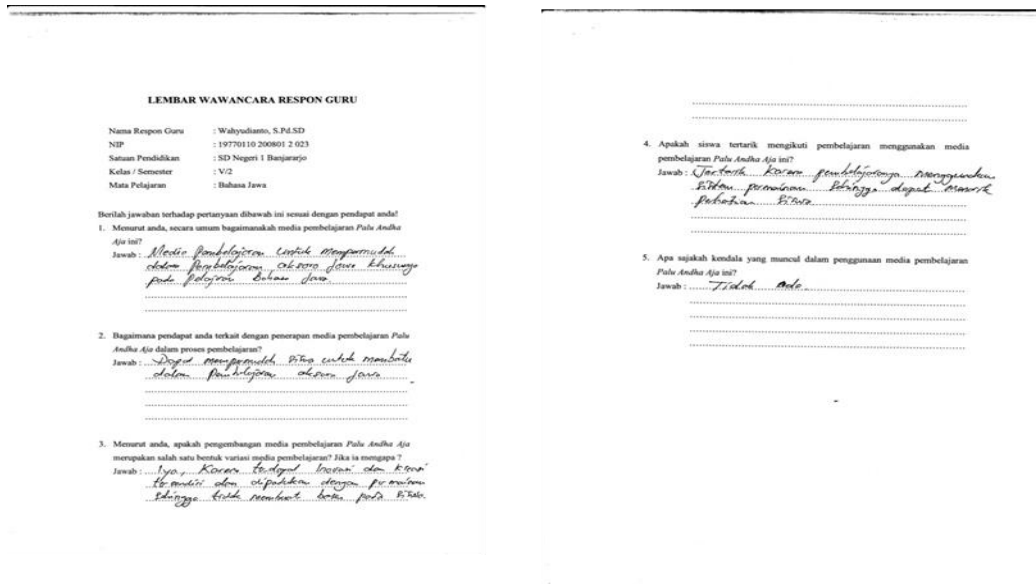 LEMBAR WAWANCARA RESPON GURU
Nama Respon Guru : Wahyudianto, S.Pd.SD
NIP : 19770110 200801 2 023
Satuan Pendidikan : SD Negeri 1 Banjararjo
Kelas / Semester : V/2
Mata Pelajaran : Bahasa Jawa
Berilah jawaban terhadap pertanyaan dibawah ini sesuai dengan pendapat anda!
1. Menurut anda, secara umum bagaimanakah media pembelajaran Palu Andha
Aja ini?
Jawab : Media Pembelajaran untuk mempermudah
dalam Pembelajaran aksara Jawa khususnya
pada pelajaran Bahasa Jawa.
2. Bagaimana pendapat anda terkait dengan penerapan media pembelajaran Palu
Andha Aja dalam proses pembelajaran?
Jawab : Dapat mempermudah siswa untuk membantu
dalam pembelajaran aksara jawa
3. Menurut anda, apakah pengembangan media pembelajaran Palu Andha Aja
merupakan salah satu bentuk variasi media pembelajaran? Jika ia mengapa ?
Jawab : Iya, Karena terdapat Inovasi dan kreasi
tersendiri dan dipadukan dengan permainan
sehingga tidak membuat bosan pada siswa.
4. Apakah siswa tertarik mengikuti pembelajaran menggunakan media
pembelajaran Palu Andha Aja ini?
Jawab : Tertarik karena pembelajaranya menggunakan
Sistem permainan sehingga dapat menarik
Perhatian Siswa
5. Apa sajakah kendala yang muncul dalam penggunaan media pembelajaran
Palu Andha Aja ini?
Jawab : Tidak ada.